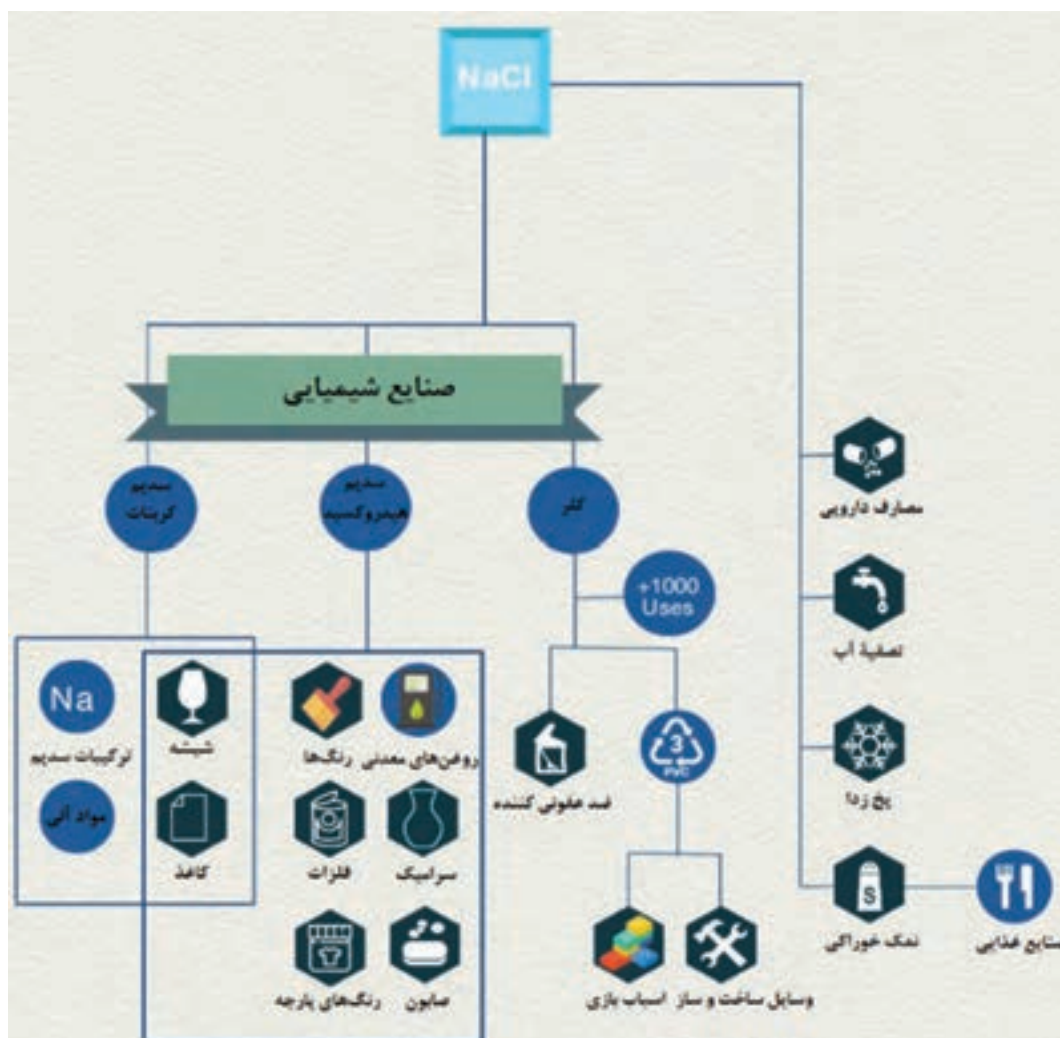 NaCl
صنایع شیمیایی
سدیم
کربنات
سدیم
هیدروکسید
کلر
+1000
Uses
مصارف دارویی
تصفیهٔ آب
یخ زدا
نمک خوراکی
S
صنایع غذایی
ضد عفونی کننده
3
PVC
وسایل ساخت و ساز
اسباب بازی
روغن‌های معدنی
رنگ‌ها
سرامیک
فلزات
صابون
رنگ‌های پارچه
شیشه
کاغذ
Na
ترکیبات سدیم
مواد آلی